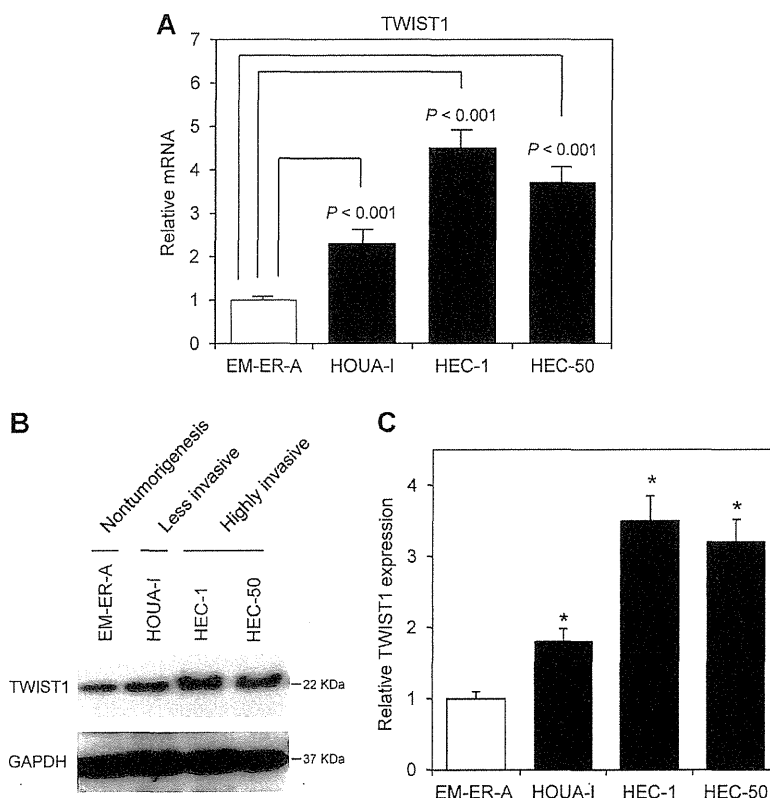 A
TWIST1
7
6
5
4
3
2
1
0
Relative mRNA
P < 0.001
P < 0.001
P < 0.001
EM-ER-A HOUA-I HEC-1 HEC-50
B
Nontumorigenesis
Less invasive
Highly invasive
EM-ER-A
HOUA-I
HEC-1
HEC-50
TWIST1
22 KDa
GAPDH
37 KDa
C
4
3
2
1
0
Relative TWIST1 expression
*
*
*
EM-ER-A HOUA-I HEC-1 HEC-50